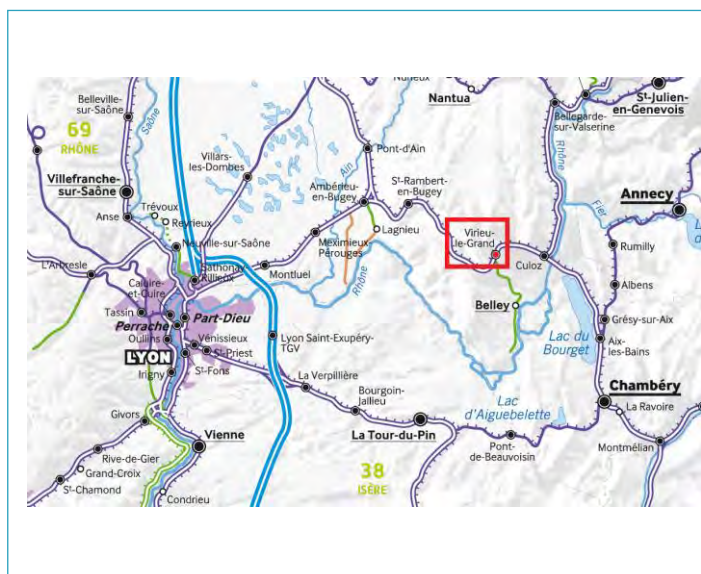 Nurieux
Nantua
St-Julien-
en-Genevois
Bellegarde-
sur-Valserine
Belleville-
sur-Saône
Saône
69
RHÔNE
Villars-
les-Dombes
Ain
Pont-d'Ain
Rhône
St-Rambert-
en-Bugey
Ambérieu-
en-Bugey
Villefranche-
sur-Saône
Trévoux
Reyrieux
Anse
Fier
Annecy
Lagnieu
Virieu-
le-Grand
Rumilly
Neuville-sur-Saône
Meximieux-
Pérouges
Culoz
L'Arbresle
Sathonay-
Rillieux
Montluel
Rhône
Albens
Caluire-
et-Cuire
Belley
Tassin
Part-Dieu
Perrache
Grésy-sur-Aix
Oullins
Vénissieux
Lyon Saint-Exupéry-
TGV
Lac du
Bourget
Aix-
les-Bains
LYON
St-Priest
St-Fons
Irigny
La Verpillière
Chambéry
Bourgoin-
Jallieu
Lac
d'Aiguebelette
La Ravoire
Givors
Vienne
La Tour-du-Pin
Pont-
de-Beauvoisin
Montmélian
Rive-de-Gier
Grand-Croix
St-Chamond
38
ISÈRE
Condrieu